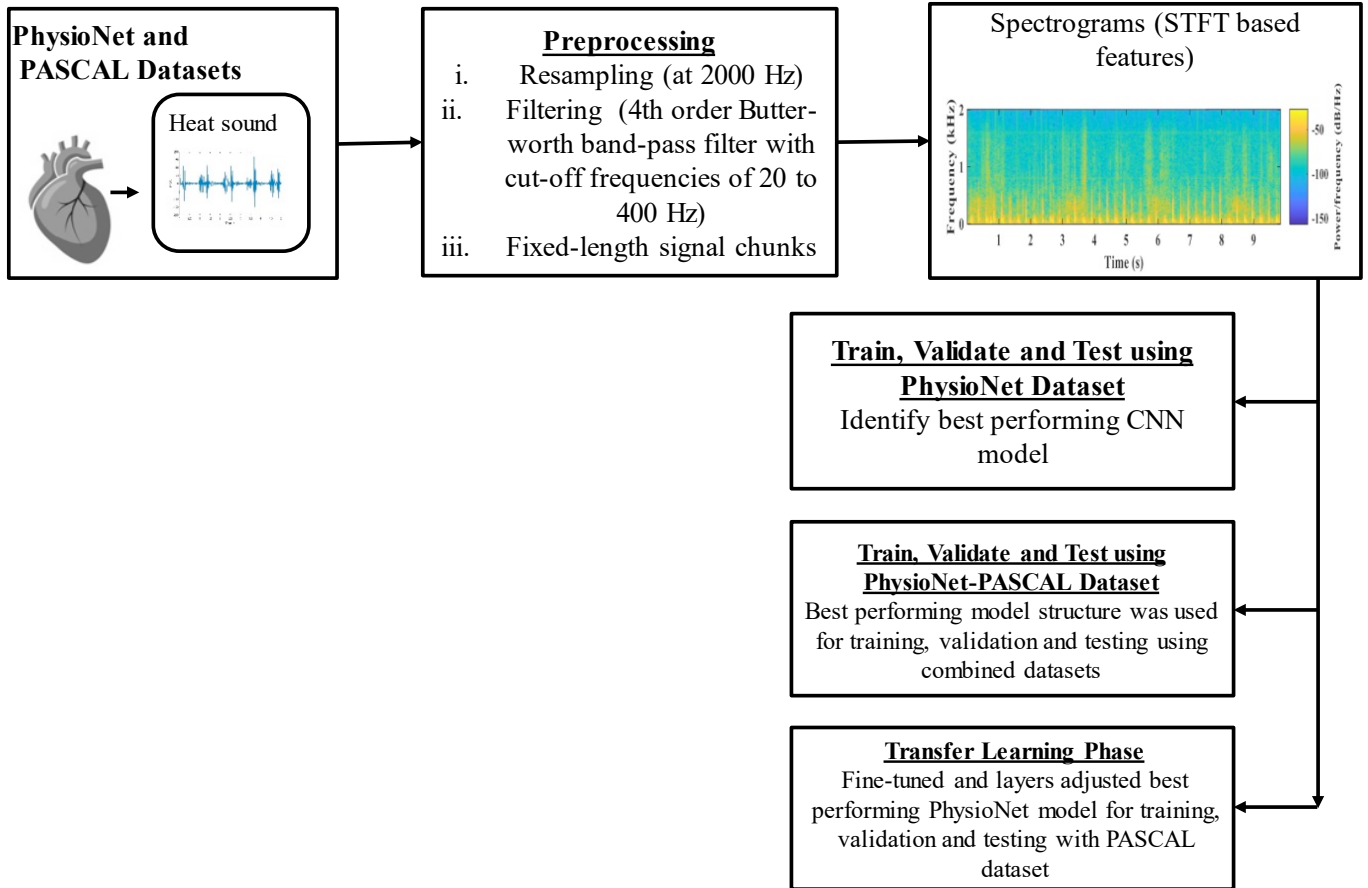 PhysioNet and
PASCAL Datasets
Heat sound
Preprocessing
i. Resampling (at 2000 Hz)
ii. Filtering (4th order Butter-
worth band-pass filter with
cut-off frequencies of 20 to
400 Hz)
iii. Fixed-length signal chunks
Spectrograms (STFT based
features)
Frequency (kHz)
2
1
0
1 2 3 4 5 6 7 8 9
Time (s)
-50
-100
-150
Power/frequency (dB/Hz)
Train, Validate and Test using
PhysioNet Dataset
Identify best performing CNN
model
Train, Validate and Test using
PhysioNet-PASCAL Dataset
Best performing model structure was used
for training, validation and testing using
combined datasets
Transfer Learning Phase
Fine-tuned and layers adjusted best
performing PhysioNet model for training,
validation and testing with PASCAL
dataset